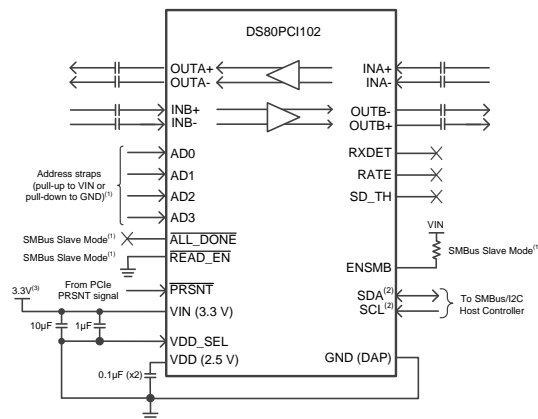 DS80PCI102
OUTA+
OUTA-
INA+
INA-
INB+
INB-
OUTB-
OUTB+
AD0
AD1
AD2
AD3
Address straps
(pull-up to VIN or
pull-down to GND)(1)
RXDET
RATE
SD_TH
SMBus Slave Mode(1)
ALL_DONE
SMBus Slave Mode(1)
READ_EN
VIN
SMBus Slave Mode(1
ENSMB
From PCIe
PRSNT signal
PRSNT
SDA(2)
SCL(2)
To SMBus/I2C
Host Controller
3.3V(3)
VIN (3.3 V)
10µF
1µF
VDD_SEL
VDD (2.5 V)
0.1µF (x2)
GND (DAP)